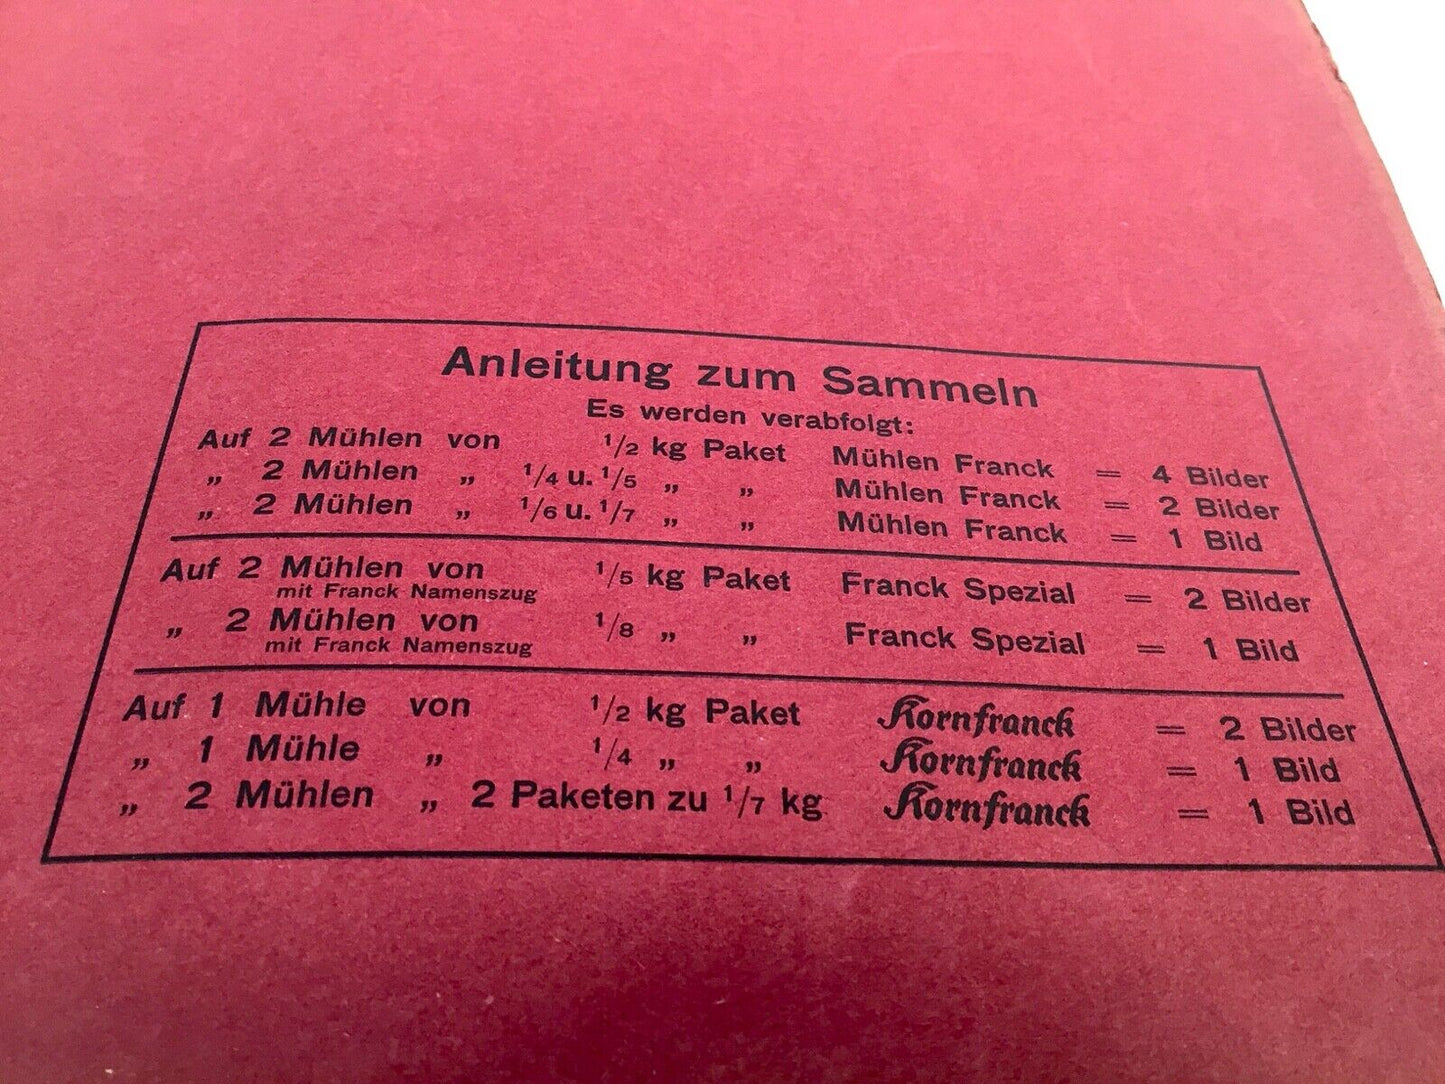 Anleitung zum Sammeln
Es werden verabfolgt:
Auf 2 Mühlen von 1/2 kg Paket Mühlen Franck = 4 Bilder
„ 2 Mühlen „ 1/4 u. 1/5 „ „ Mühlen Franck = 2 Bilder
„ 2 Mühlen „ 1/6 u. 1/7 „ „ Mühlen Franck = 1 Bild
Auf 2 Mühlen von 1/5 kg Paket Franck Spezial = 2 Bilder
mit Franck Namenszug
„ 2 Mühlen von 1/8 „ „ Franck Spezial = 1 Bild
mit Franck Namenszug
Auf 1 Mühle von 1/2 kg Paket Kornfranck = 2 Bilder
„ 1 Mühle „ 1/4 „ „ Kornfranck = 1 Bild
„ 2 Mühlen „ 2 Paketen zu 1/7 kg Kornfranck = 1 Bild